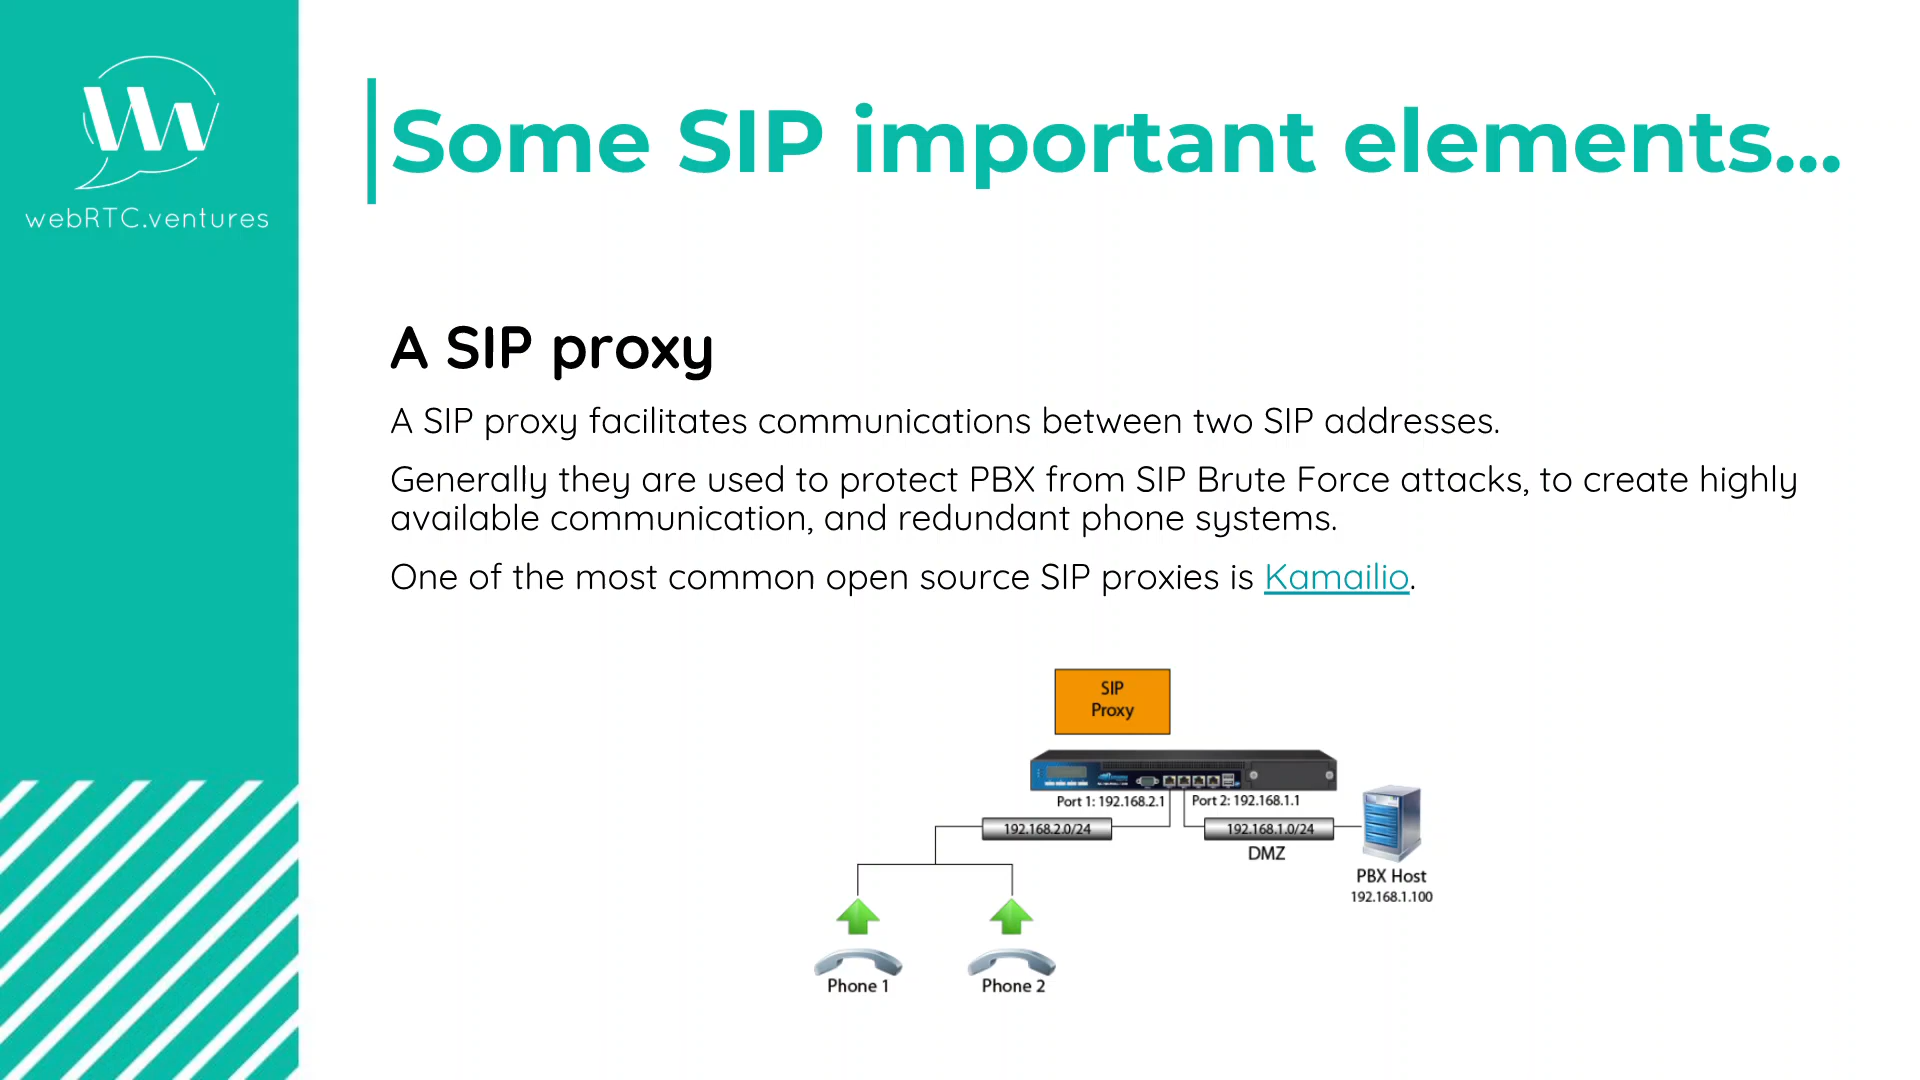 webRTC.ventures
Some SIP important elements...
A SIP proxy
A SIP proxy facilitates communications between two SIP addresses.
Generally they are used to protect PBX from SIP Brute Force attacks, to create highly
available communication, and redundant phone systems.
One of the most common open source SIP proxies is Kamailio.
SIP
Proxy
Port 1: 192.168.2.1
Port 2: 192.168.1.1
192.168.2.0/24
192.168.1.0/24
DMZ
PBX Host
192.168.1.100
Phone 1
Phone 2